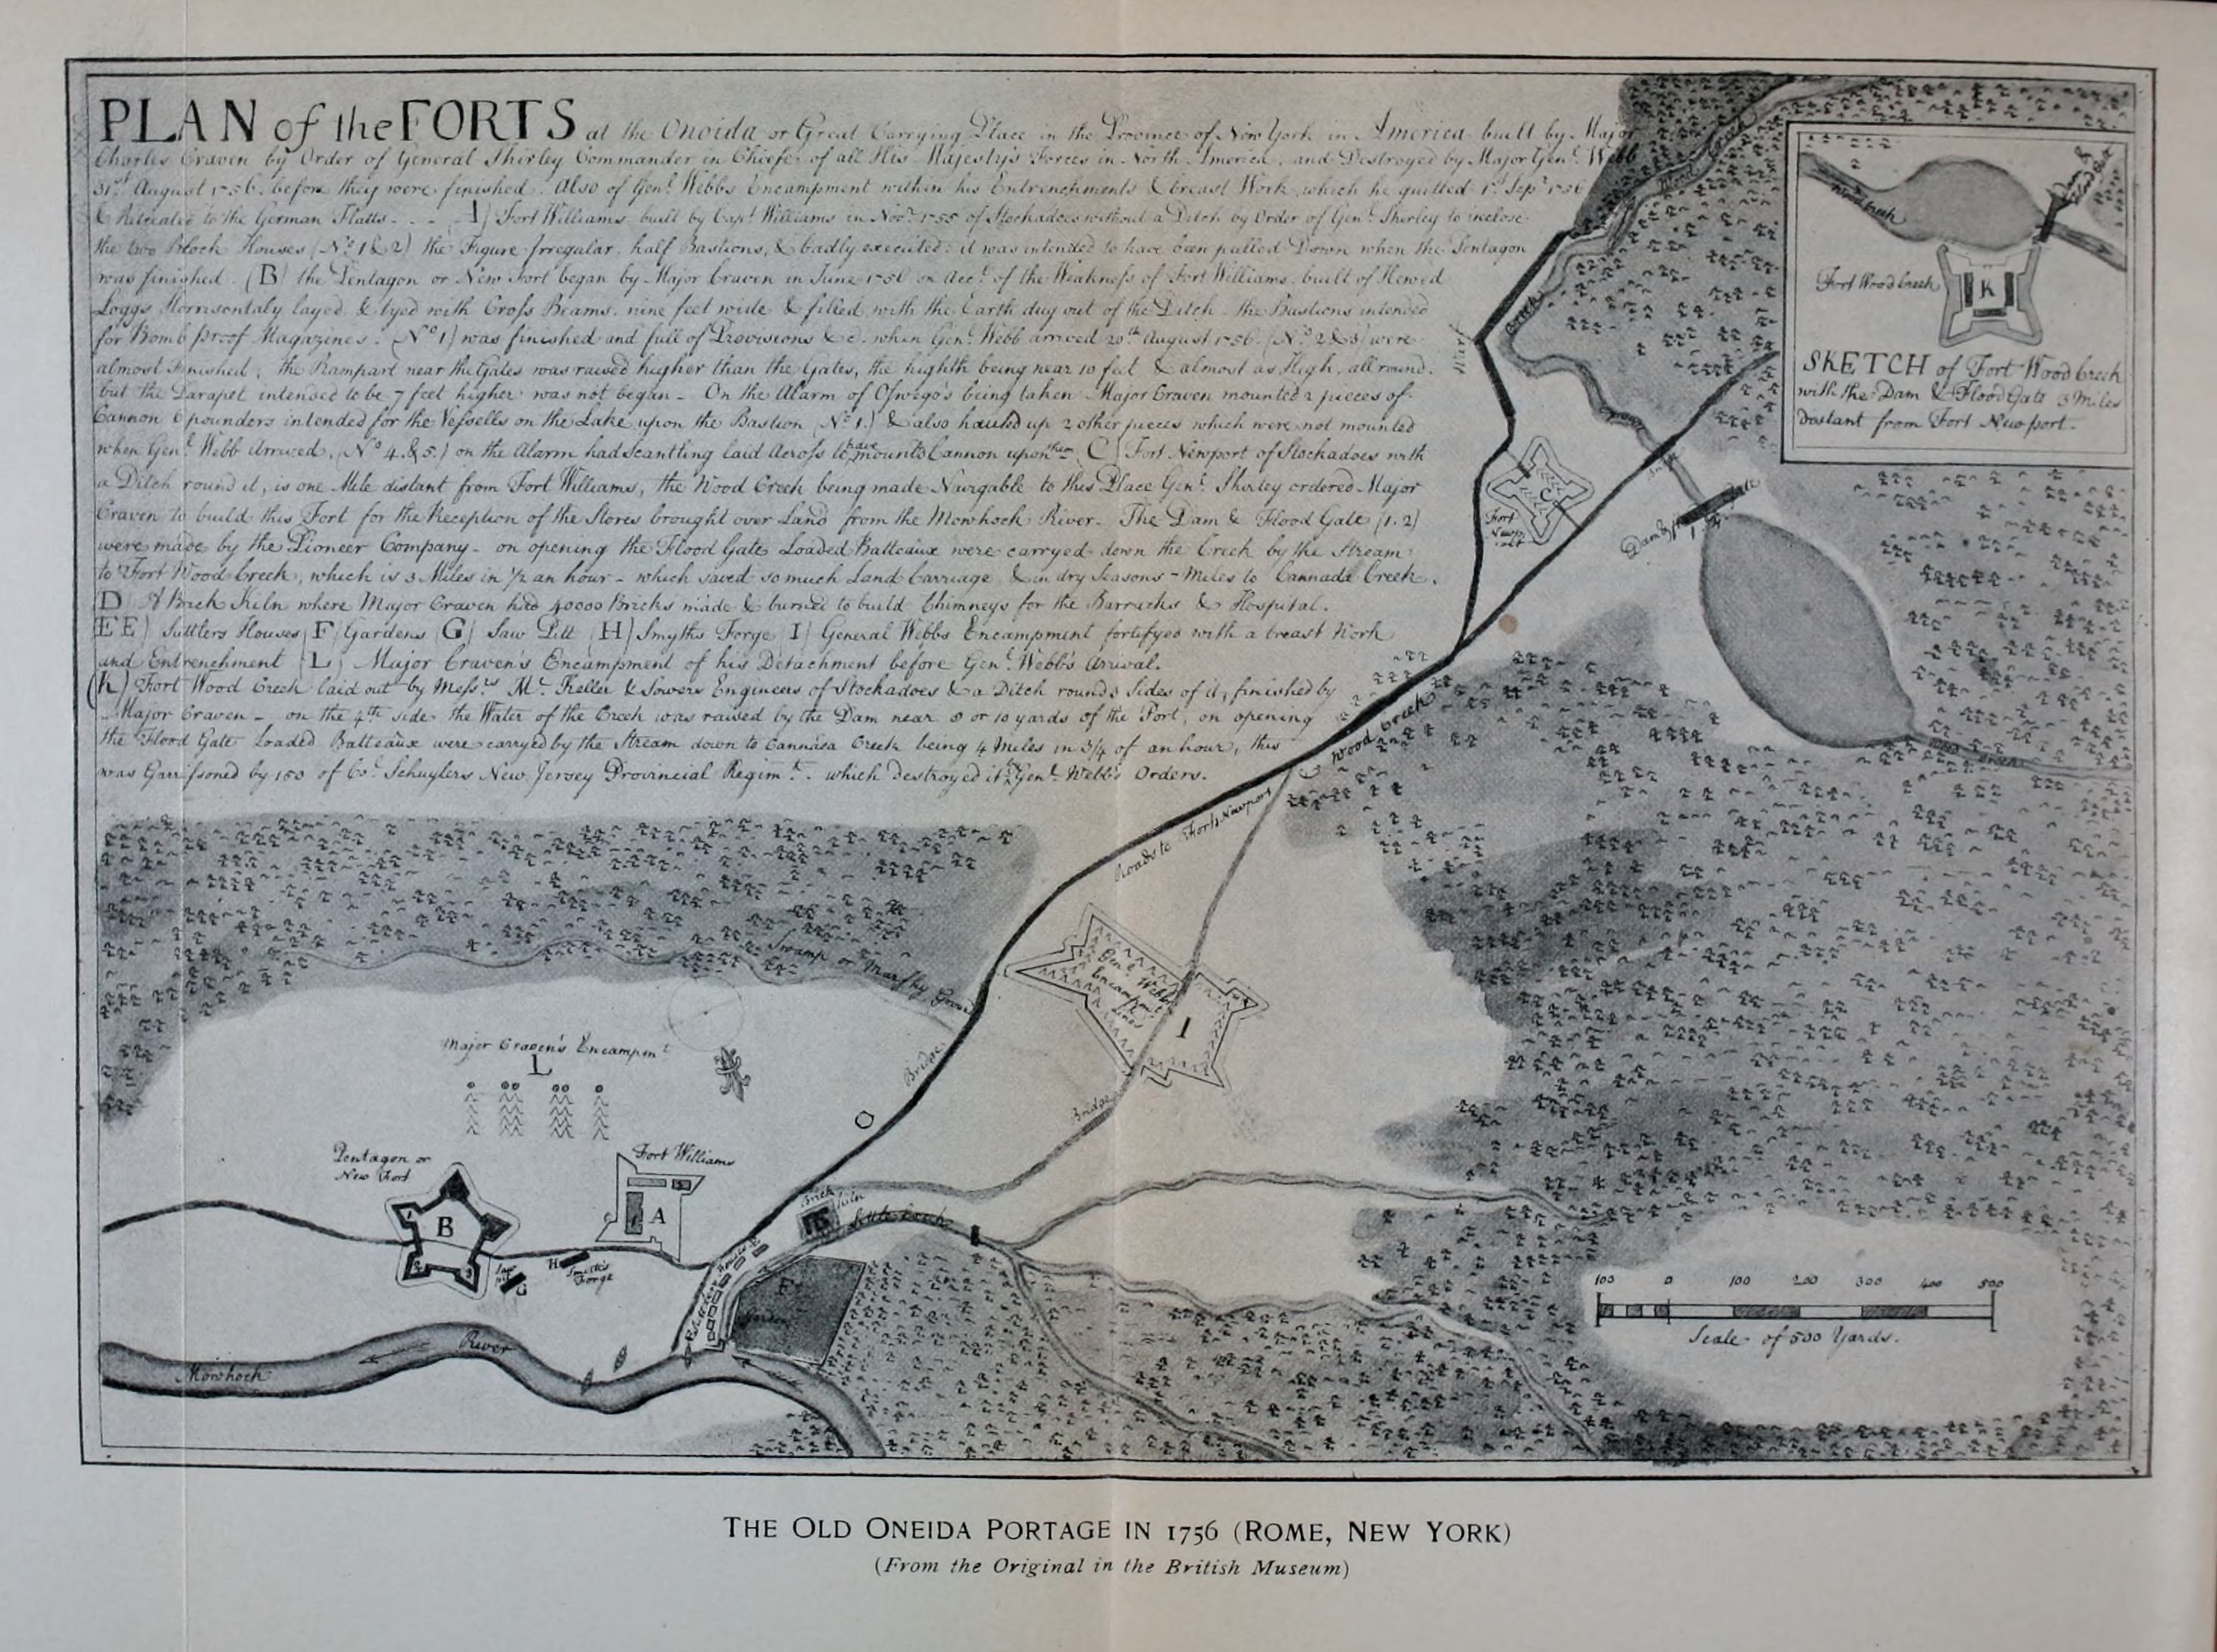 PLAN of the FORTS at the Onoida or Great Carrying Place in the Province of New York in America built by Major
Charles Craven by Order of General Shirley Commander in Chiefe of all His Majesty's Forces in North America, and Destroyed by Major Genl. Webb
31st August 1756. before they were finished. Also of Genl. Webbs Encampment within his Entrenchments & breast Work which he quitted 1st Sepr. 1756
& Retreated to the German Flatts. - - A) Fort Williams built by Capt. Williams in Novr. 1755 of Stockadoes without a Ditch by Order of Genl. Shirley to inclose
the two Block Houses (No. 1 & 2) the Figure Irregular, half Bastions, & badly executed: it was intended to have been pulled Down when the Pentagon
was finished. (B) the Pentagon or New Fort began by Major Craven in June 1756 on Acct. of the Weakness of Fort Williams, built of Hewed
Loggs Horrisontaly layed & tyed with Cross Beams, nine feet wide & filled with the Earth dug out of the Ditch, the Bastions intended
for Bomb proof Magazines. (No. 1) was finished and full of Provisions &c. when Genl. Webb arrived 20th August 1756. (No. 2 & 3) were
almost Finished; the Rampart near the Gates was raised higher than the Gates, the highth being near 10 feet & almost as High, all round,
but the Parapet intended to be 7 feet higher was not began - On the Alarm of Oswego's being taken Major Craven mounted 2 pieces of
Cannon 6 pounders intended for the Vessells on the Lake upon the Bastion (No. 1.) & also hauled up 2 other pieces which were not mounted
when Genl. Webb Arrived. (No. 4. & 5.) on the Alarm had Scantling laid Across to have mounted Cannon upon them C) Fort Newport of Stockadoes with
a Ditch round it, is one Mile distant from Fort Williams, the Wood Creek being made Navigable to this Place Genl. Shirley ordered Major
Craven to build this Fort for the Reception of the Stores brought over Land from the Mowhock River. The Dam & Flood Gate (1.2)
were made by the Pioneer Company - on opening the Flood Gate Loaded Batteaux were carryed down the Creek by the Stream
to Fort Wood Creek, which is 3 Miles in 1/2 an hour - which saved so much Land Carriage, & in dry Seasons - Miles to Cannada Creek.
D) A Brick Kiln where Major Craven had 40000 Bricks made & burned to build Chimneys for the Barracks & Hospital.
EE) Suttlers Houses (F) Gardens (G) Saw Pitt (H) Smyths Forge (I) General Webbs Encampment fortifyed with a breast Work
and Entrenchment (L) Major Craven's Encampment of his Detachment before Genl. Webb's Arrival.
(K) Fort Wood Creek laid out by Messrs. Mc. Keller & Sowers Engineers of Stockadoes & a Ditch round 3 Sides of it, finished by
Major Craven - on the 4th side the Water of the Creek was raised by the Dam near 8 or 10 yards of the Fort, on opening
the Flood Gate Loaded Batteaux were carryed by the Stream down to Cannada Creek being 4 Miles in 3/4 of an hour, this
was Garrisoned by 150 of Col. Schuylers New Jersey Provincial Regimt. which Destroyed it by Genl. Webb's Orders.
Wood Creek
Wood Creek
Fort Wood Creek
K
SKETCH of Fort Wood Creek
with the Dam & Flood Gate 3 Miles
Distant from Fort Newport.
Creek
Wharf
C
Fort
Newport
Bridge
Wood Creek
Wood Creek
Roads to Fort Newport
Swamp or Marshy Ground
Genl. Webbs
Encampmt.
Lines
I
Bridge
Bridge
Major Craven's Encampmt.
L
Pentagon or
New Fort
B
1
2
3
Fort Williams
A
Saw
Pitt
G
H
Smith's
Forge
Brick Kiln
Little Creek
F
Garden
Mowhock River
100 0 100 200 300 400 500
Scale of 500 Yards.
THE OLD ONEIDA PORTAGE IN 1756 (ROME, NEW YORK)
(From the Original in the British Museum)